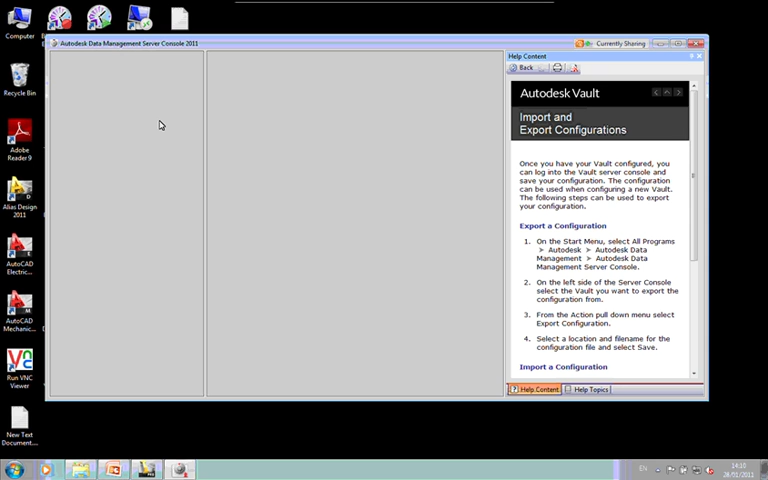 Computer
Recycle Bin
Adobe
Reader 9
Alias Design
2011
AutoCAD
Electric...
AutoCAD
Mechanic...
Run VNC
Viewer
New Text
Document...
Autodesk Data Management Server Console 2011
Currently Sharing
Help Content
Back
Autodesk Vault
Import and
Export Configurations
Once you have your Vault configured, you
can log into the Vault server console and
save your configuration. The configuration
can be used when configuring a new Vault.
The following steps can be used to export
your configuration.
Export a Configuration
1. On the Start Menu, select All Programs
➤ Autodesk ➤ Autodesk Data
Management ➤ Autodesk Data
Management Server Console.
2. On the left side of the Server Console
select the Vault you want to export the
configuration from.
3. From the Action pull down menu select
Export Configuration.
4. Select a location and filename for the
configuration file and select Save.
Import a Configuration
Help Content
Help Topics
EN
14:10
26/01/2011